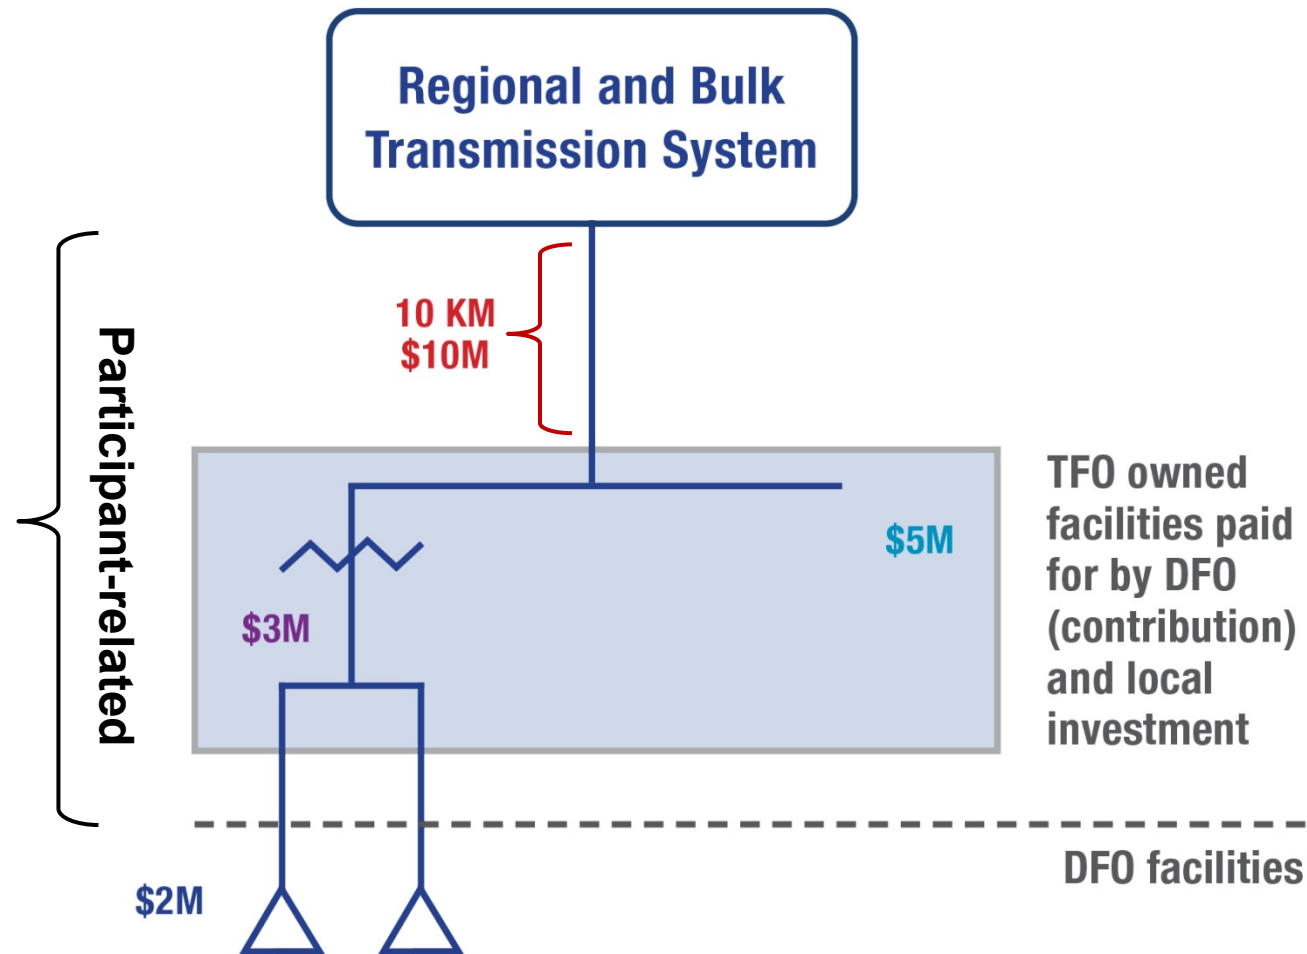 Regional and Bulk
Transmission System
10 KM
$10M
Participant-related
TFO owned
facilities paid
for by DFO
(contribution)
and local
investment
$5M
$3M
DFO facilities
$2M